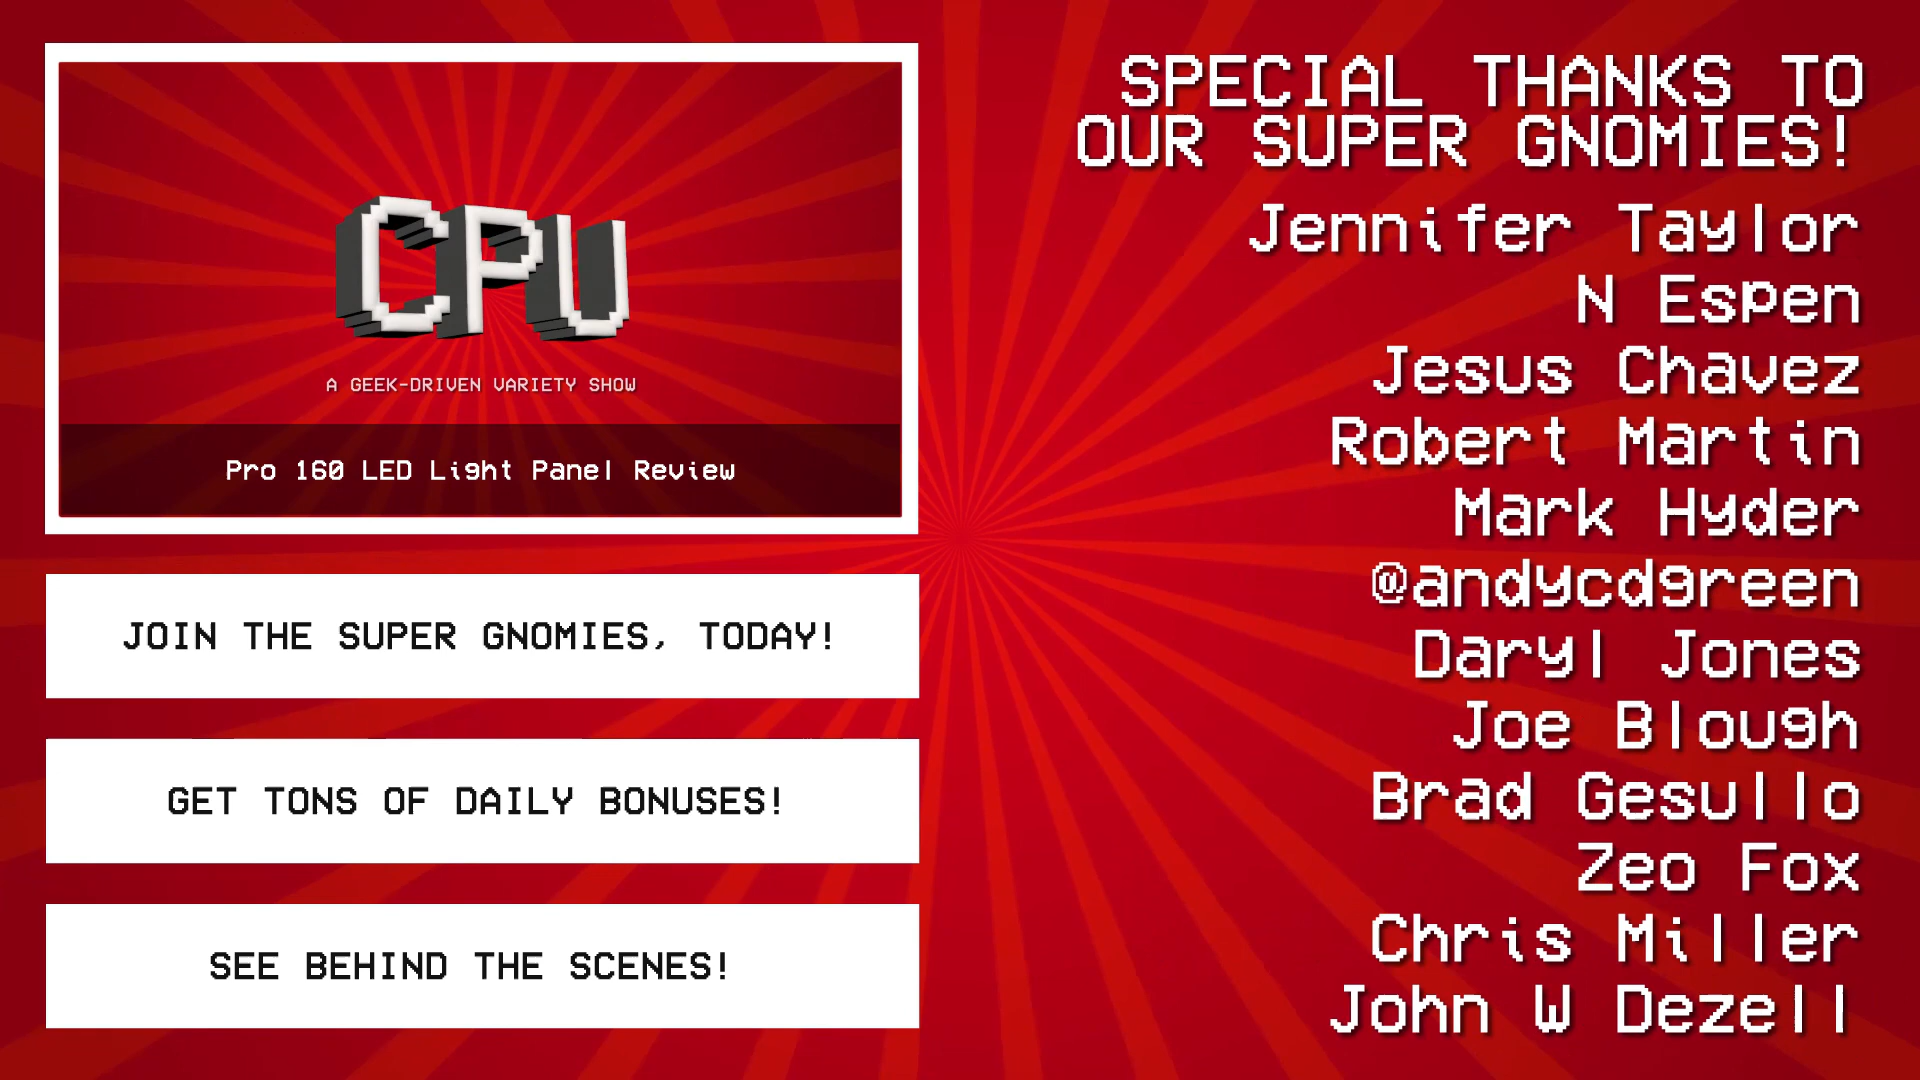 CPU
A GEEK-DRIVEN VARIETY SHOW
Pro 160 LED Light Panel Review
JOIN THE SUPER GNOMIES, TODAY!
GET TONS OF DAILY BONUSES!
SEE BEHIND THE SCENES!
SPECIAL THANKS TO
OUR SUPER GNOMIES!
Jennifer Taylor
N Espen
Jesus Chavez
Robert Martin
Mark Hyder
@andycdgreen
Daryl Jones
Joe Blough
Brad Gesullo
Zeo Fox
Chris Miller
John W Dezell